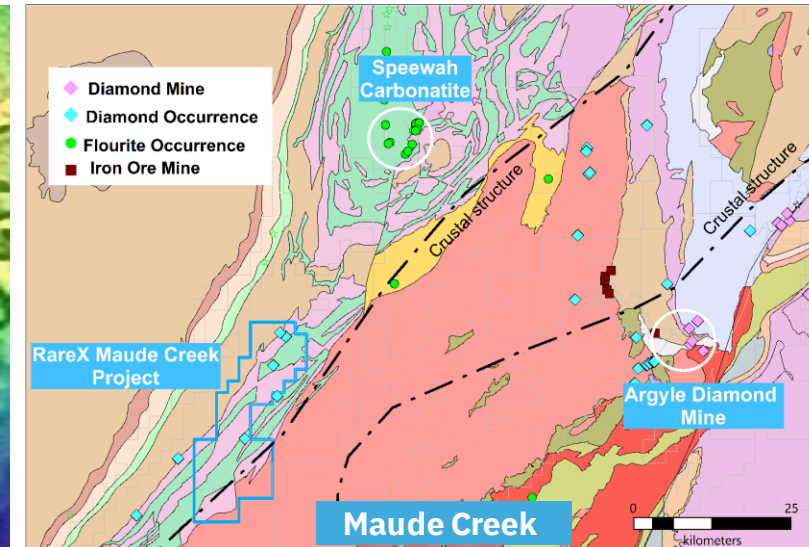 Diamond Mine
Diamond Occurrence
Flourite Occurrence
Iron Ore Mine
Speewah
Carbonatite
Crustal structure
Crustal structure
RareX Maude Creek
Project
Argyle Diamond
Mine
Maude Creek
0 25
kilometers